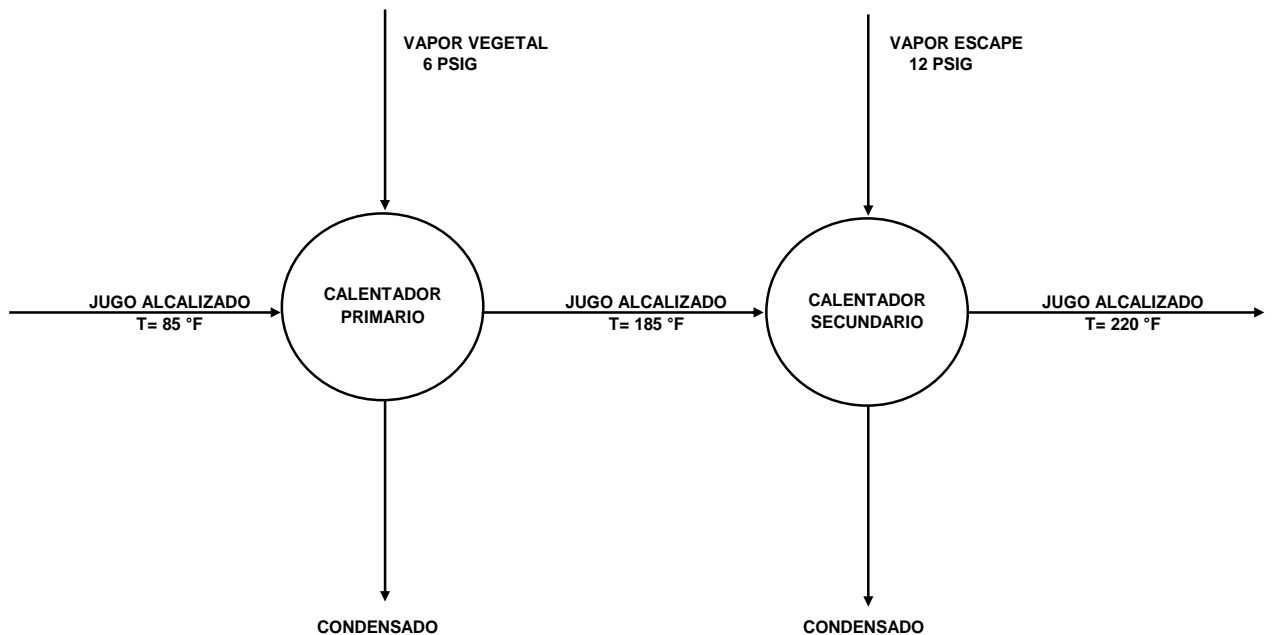 VAPOR VEGETAL
6 PSIG
VAPOR ESCAPE
12 PSIG
JUGO ALCALIZADO
T= 85 °F
CALENTADOR
PRIMARIO
JUGO ALCALIZADO
T= 185 °F
CALENTADOR
SECUNDARIO
JUGO ALCALIZADO
T= 220 °F
CONDENSADO
CONDENSADO